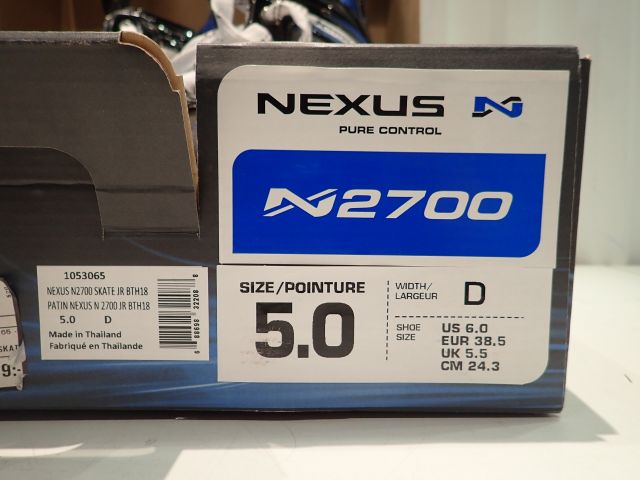 NEXUS N
PURE CONTROL
N2700
1053065
NEXUS N2700 SKATE JR BTH18
PATIN NEXUS N 2700 JR BTH18
5.0 D
Made in Thailand
Fabriqué en Thaïlande
SIZE/POINTURE
5.0
WIDTH/
LARGEUR
D
SHOE
SIZE
US 6.0
EUR 38.5
UK 5.5
CM 24.3
9:-